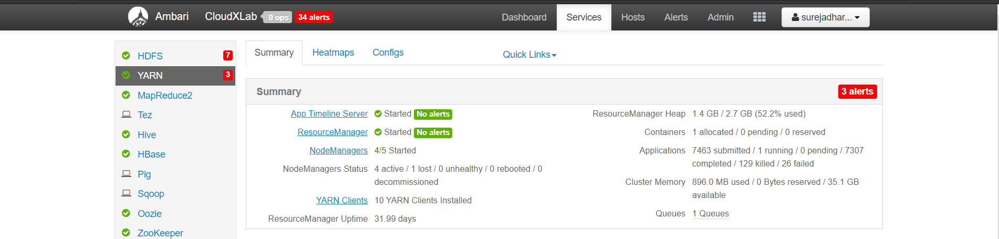 Ambari CloudXLab 0 ops 34 alerts Dashboard Services Hosts Alerts Admin surejadhar...
HDFS 7
YARN 3
MapReduce2
Tez
Hive
HBase
Pig
Sqoop
Oozie
ZooKeeper
Summary Heatmaps Configs Quick Links
Summary 3 alerts
App Timeline Server Started No alerts
ResourceManager Started No alerts
NodeManagers 4/5 Started
NodeManagers Status 4 active / 1 lost / 0 unhealthy / 0 rebooted / 0
decommissioned
YARN Clients 10 YARN Clients Installed
ResourceManager Uptime 31.99 days
ResourceManager Heap 1.4 GB / 2.7 GB (52.2% used)
Containers 1 allocated / 0 pending / 0 reserved
Applications 7463 submitted / 1 running / 0 pending / 7307
completed / 129 killed / 26 failed
Cluster Memory 896.0 MB used / 0 Bytes reserved / 35.1 GB
available
Queues 1 Queues